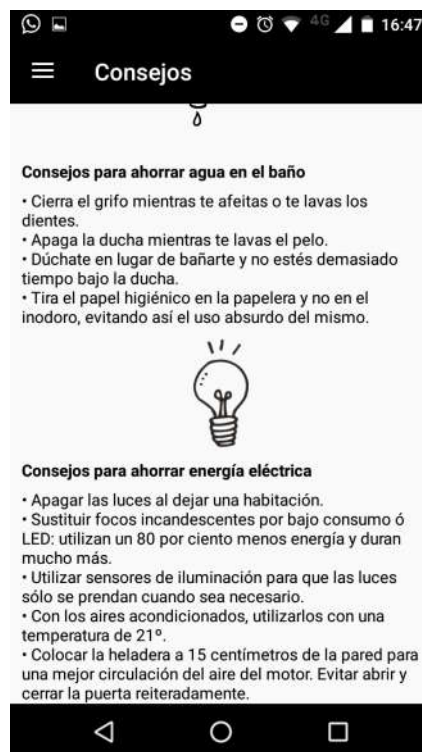 4G 16:47
Consejos
Consejos para ahorrar agua en el baño
• Cierra el grifo mientras te afeitas o te lavas los
dientes.
• Apaga la ducha mientras te lavas el pelo.
• Dúchate en lugar de bañarte y no estés demasiado
tiempo bajo la ducha.
• Tira el papel higiénico en la papelera y no en el
inodoro, evitando así el uso absurdo del mismo.
Consejos para ahorrar energía eléctrica
• Apagar las luces al dejar una habitación.
• Sustituir focos incandescentes por bajo consumo ó
LED: utilizan un 80 por ciento menos energía y duran
mucho más.
• Utilizar sensores de iluminación para que las luces
sólo se prendan cuando sea necesario.
• Con los aires acondicionados, utilizarlos con una
temperatura de 21º.
• Colocar la heladera a 15 centímetros de la pared para
una mejor circulación del aire del motor. Evitar abrir y
cerrar la puerta reiteradamente.